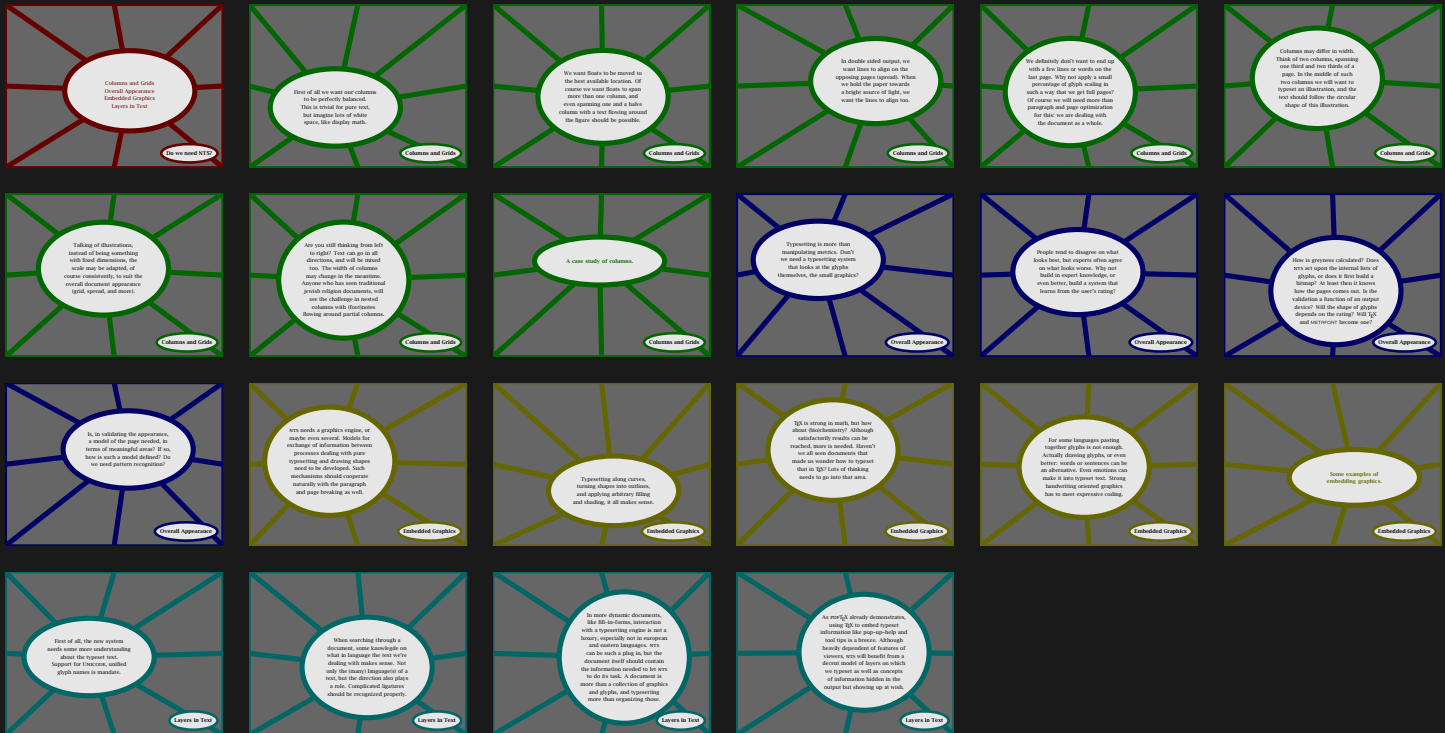 Columns and Grids
Overall Appearance
Embedded Graphics
Layers in Text
Do we need NTS?
First of all we want our columns
to be perfectly balanced.
This is trivial for pure text,
but imagine lots of white
space, like display math.
Columns and Grids
We want floats to be moved to
the best available location. Of
course we want floats to span
more than one column, and
even spanning one and a halve
column with a text flowing around
the figure should be possible.
Columns and Grids
In double sided output, we
want lines to align on the
opposing pages (spread). When
we hold the paper towards
a bright source of light, we
want the lines to align too.
Columns and Grids
We definitely don't want to end up
with a few lines or words on the
last page. Why not apply a small
percentage of glyph scaling in
such a way that we get full pages?
Of course we will need more than
paragraph and page optimization
for this: we are dealing with
the document as a whole.
Columns and Grids
Columns may differ in width.
Think of two columns, spanning
one third and two thirds of a
page. In the middle of such
two columns we will want to
typeset an illustration, and the
text should follow the circular
shape of this illustration.
Columns and Grids
Talking of illustrations,
instead of being something
with fixed dimensions, the
scale may be adapted, of
course consistently, to suit the
overall document appearance
(grid, spread, and more).
Columns and Grids
Are you still thinking from left
to right? Text can go in all
directions, and will be mixed
too. The width of columns
may change in the meantime.
Anyone who has seen traditional
jewish religion documents, will
see the challenge in nested
columns with (foot)notes
flowing around partial columns.
Columns and Grids
A case study of columns.
Columns and Grids
Typesetting is more than
manipulating metrics. Don't
we need a typesetting system
that looks at the glyphs
themselves, the small graphics?
Overall Appearance
People tend to disagree on what
looks best, but experts often agree
on what looks worse. Why not
build in expert knowledge, or
even better, build a system that
learns from the user's rating?
Overall Appearance
How is greyness calculated? Does
NTS act upon the internal lists of
glyphs, or does it first build a
bitmap? At least then it knows
how the pages comes out. Is the
validation a function of an output
device? Will the shape of glyphs
depends on the rating? Will TEX
and METAFONT become one?
Overall Appearance
Is, in validating the appearance,
a model of the page needed, in
terms of meaningful areas? If so,
how is such a model defined? Do
we need pattern recognition?
Overall Appearance
NTS needs a graphics engine, or
maybe even several. Models for
exchange of information between
processes dealing with pure
typesetting and drawing shapes
need to be developed. Such
mechanisms should cooperate
naturally with the paragraph
and page breaking as well.
Embedded Graphics
Typesetting along curves,
turning shapes into outlines,
and applying arbitrary filling
and shading, it all makes sense.
Embedded Graphics
TEX is strong in math, but how
about (bio)chemistry? Although
satisfactorily results can be
reached, more is needed. Haven't
we all seen documents that
made us wonder how to typeset
that in TEX? Lots of thinking
needs to go into that area.
Embedded Graphics
For some languages pasting
together glyphs is not enough.
Actually drawing glyphs, or even
better: words or sentences can be
an alternative. Even emotions can
make it into typeset text. Strong
handwriting oriented graphics
has to meet expressive coding.
Embedded Graphics
Some examples of
embedding graphics.
Embedded Graphics
First of all, the new system
needs some more understanding
about the typeset text.
Support for UNICODE, unified
glyph names is mandate.
Layers in Text
When searching through a
document, some knowlegde on
what in language the text we're
dealing with makes sense. Not
only the (many) language(s) of a
text, but the direction also plays
a role. Complicated ligatures
should be recognized properly.
Layers in Text
In more dynamic documents,
like fill-in-forms, interaction
with a typesetting engine is not a
luxury, especially not in european
and eastern languages. NTS
can be such a plug in, but the
document itself should contain
the information needed to let NTS
to do its task. A document is
more than a collection of graphics
and glyphs, and typesetting
more than organizing those.
Layers in Text
As PDFTEX already demonstrates,
using TEX to embed typeset
information like pop-up-help and
tool tips is a breeze. Although
heavily dependent of features of
viewers, NTS will benefit from a
decent model of layers on which
we typeset as well as concepts
of information hidden in the
output but showing up at wish.
Layers in Text